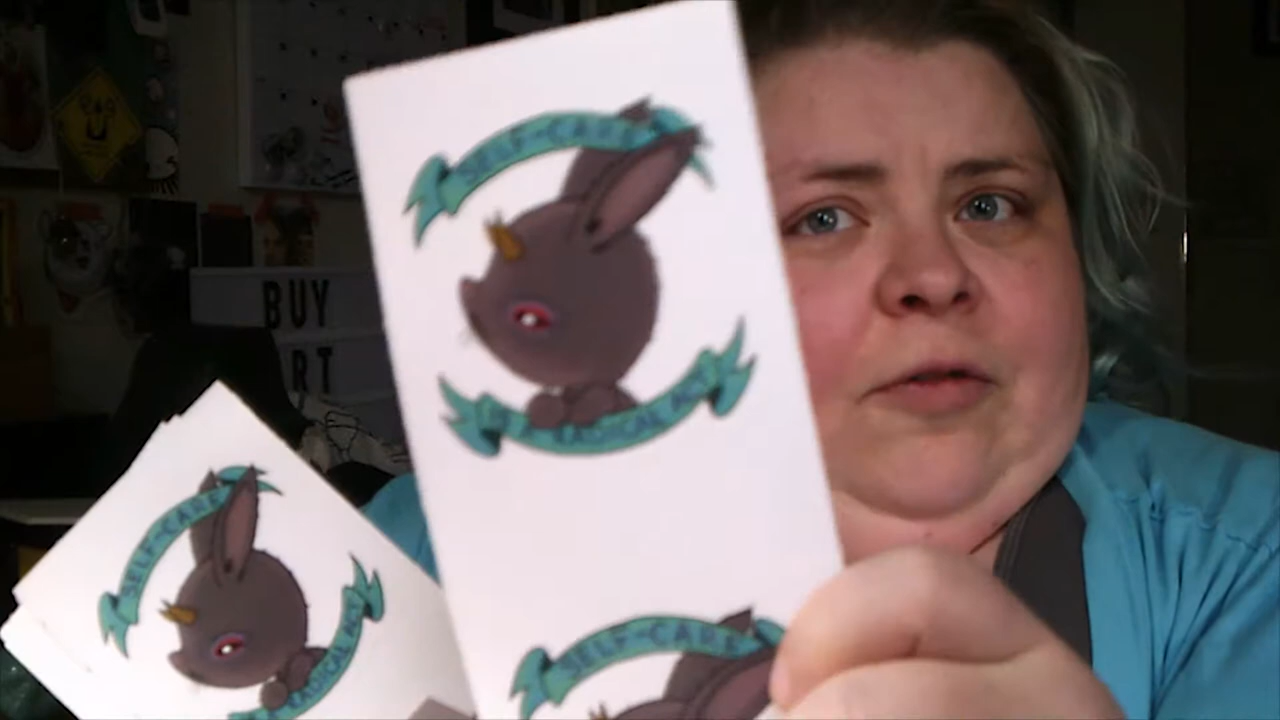 BUY
RT
SELF-CARE
RADICAL ACT
SELF-CARE
RADICAL ACT
SELF-CARE